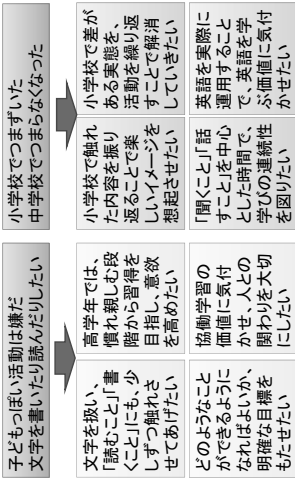 子どもっぽい活動は嫌だ
文字を書いたり読んだりしたい
文字を扱い、
「読むこと」「書
くこと」にも、少
しずつ触れさ
せてあげたい
高学年では、
慣れ親しむ段
階から習得を
目指し、意欲
を高めたい
どのようなこと
ができるように
なればよいか、
明確な目標を
もたせたい
協働学習の
価値に気付
かせ、人との
関わりを大切
にしたい
小学校でつまずいた
中学校でつまらなくなった
小学校で触れ
た内容を振り
返ることで楽
しいイメージを
想起させたい
小学校で差が
ある実態を、
活動を繰り返
すことで解消
していきたい
「聞くこと」「話
すこと」を中心
とした時間で、
学びの連続性
を図りたい
英語を実際に
運用すること
で、英語を学
ぶ価値に気付
かせたい